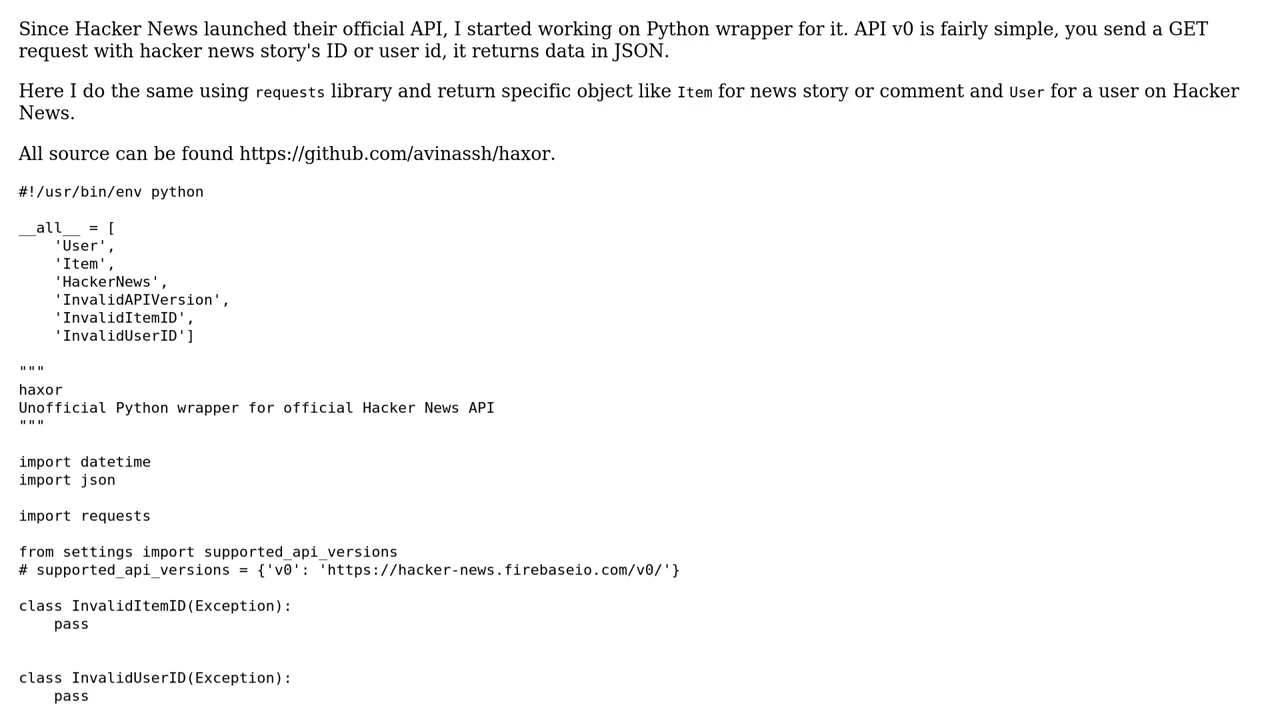 Since Hacker News launched their official API, I started working on Python wrapper for it. API v0 is fairly simple, you send a GET
request with hacker news story's ID or user id, it returns data in JSON.
Here I do the same using requests library and return specific object like Item for news story or comment and User for a user on Hacker
News.
All source can be found https://github.com/avinassh/haxor.
#!/usr/bin/env python
__all__ = [
    'User',
    'Item',
    'HackerNews',
    'InvalidAPIVersion',
    'InvalidItemID',
    'InvalidUserID']
"""
haxor
Unofficial Python wrapper for official Hacker News API
"""
import datetime
import json
import requests
from settings import supported_api_versions
# supported_api_versions = {'v0': 'https://hacker-news.firebaseio.com/v0/'}
class InvalidItemID(Exception):
    pass
class InvalidUserID(Exception):
    pass